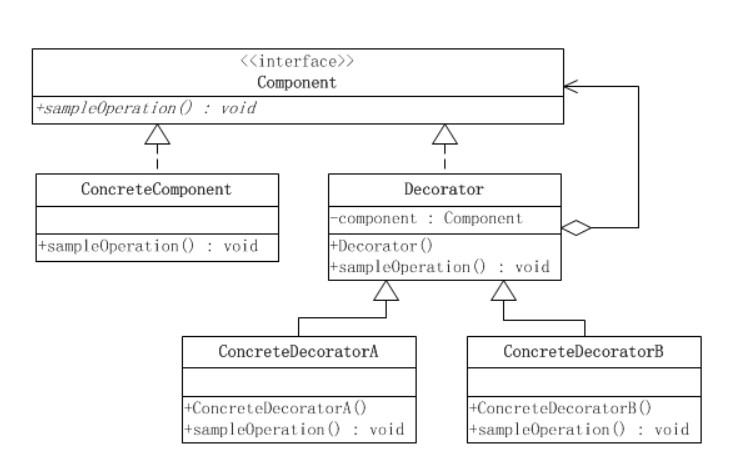 <<interface>>
Component
+sampleOperation() : void
ConcreteComponent
+sampleOperation() : void
Decorator
-component : Component
+Decorator()
+sampleOperation() : void
ConcreteDecoratorA
+ConcreteDecoratorA()
+sampleOperation() : void
ConcreteDecoratorB
+ConcreteDecoratorB()
+sampleOperation() : void